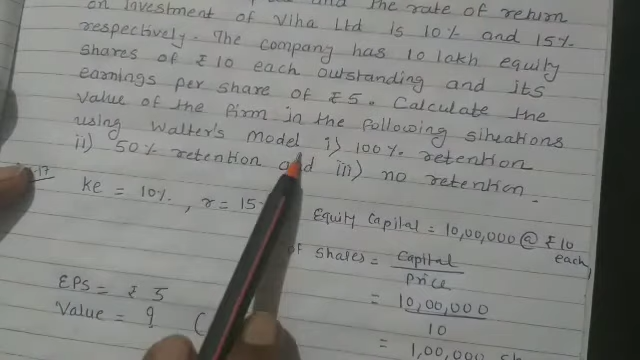 and the rate of return
on investment of Viha Ltd is 10% and 15%
respectively. The company has 10 lakh equity
shares of ₹10 each outstanding and its
earnings per share of ₹5. Calculate the
value of the firm in the following situations
using Walter's Model i) 100% retention
ii) 50% retention and iii) no retention.
ke = 10%, r = 15
Equity Capital = 10,00,000 @ ₹10 each,
of shares = Capital / Price
= 10,00,000 / 10
= 1,00,000
EPS = ₹5
Value = ? (